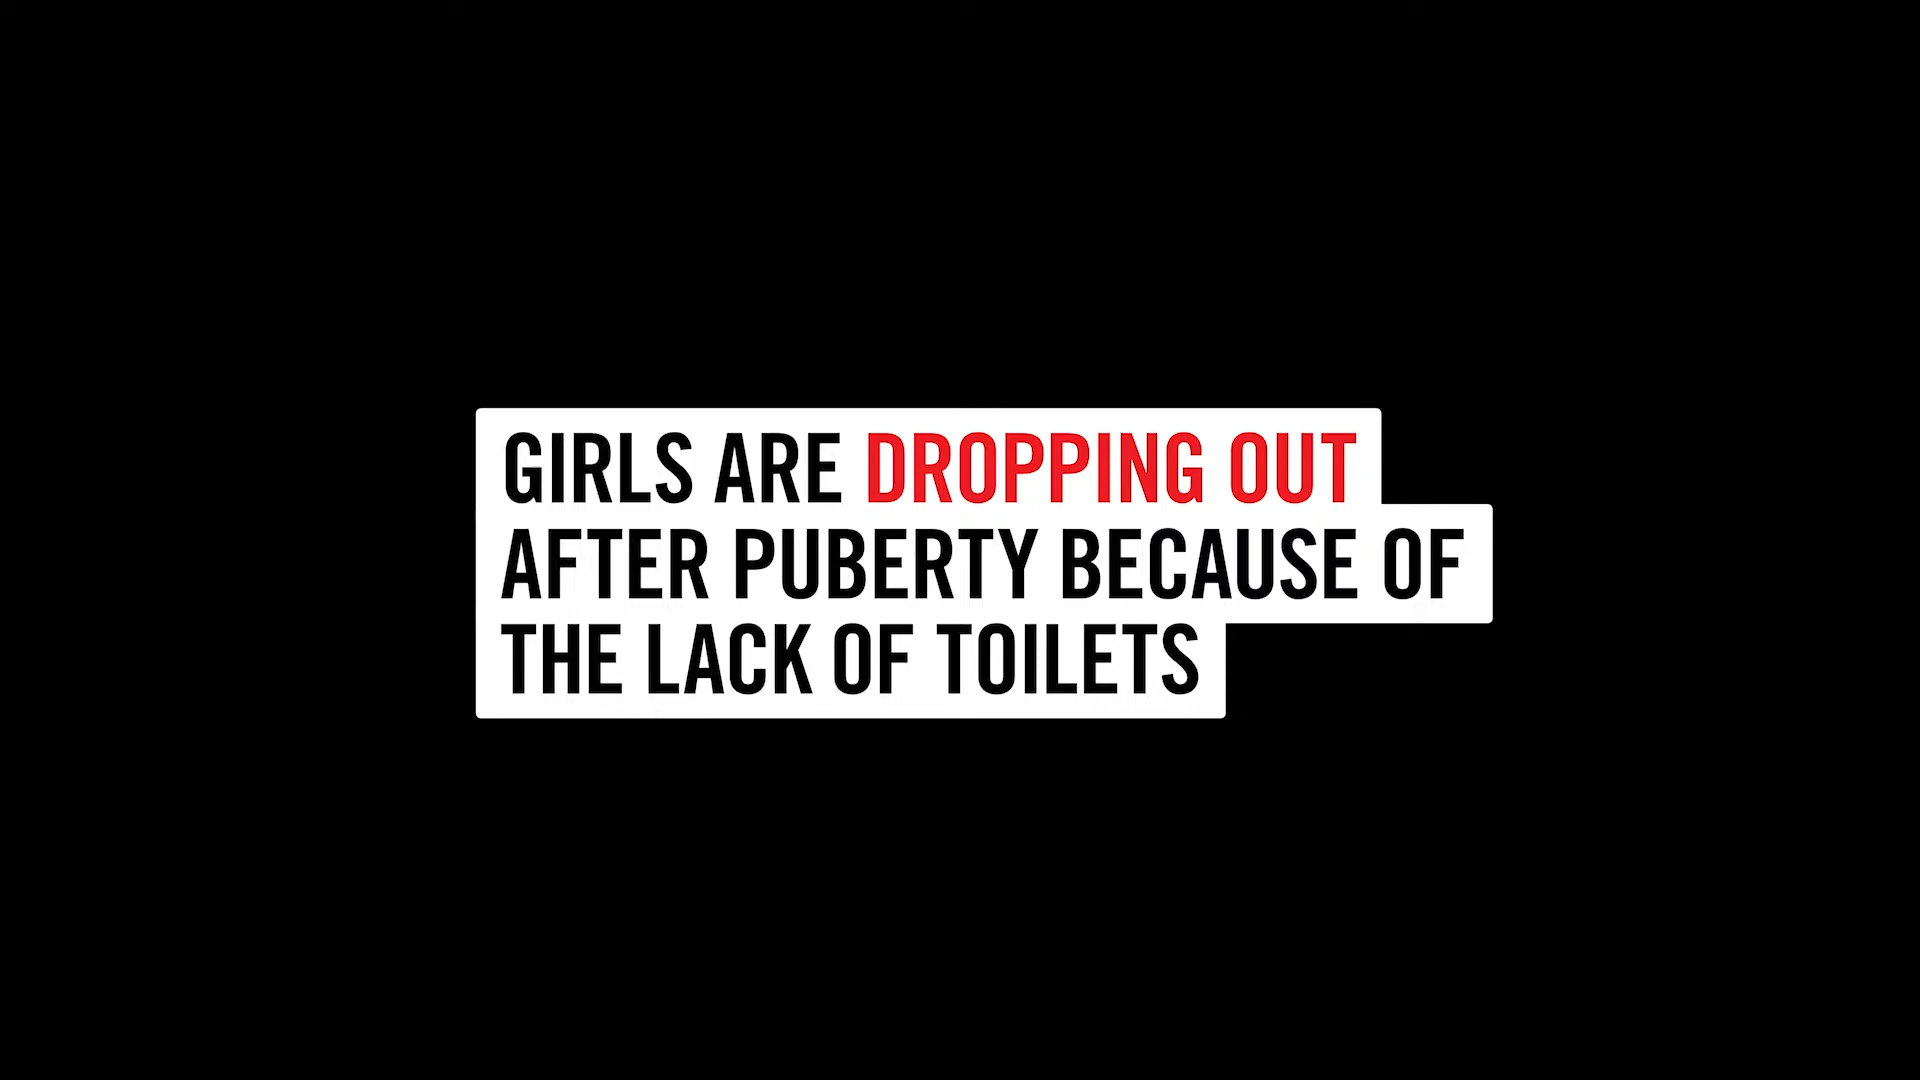 GIRLS ARE DROPPING OUT
AFTER PUBERTY BECAUSE OF
THE LACK OF TOILETS